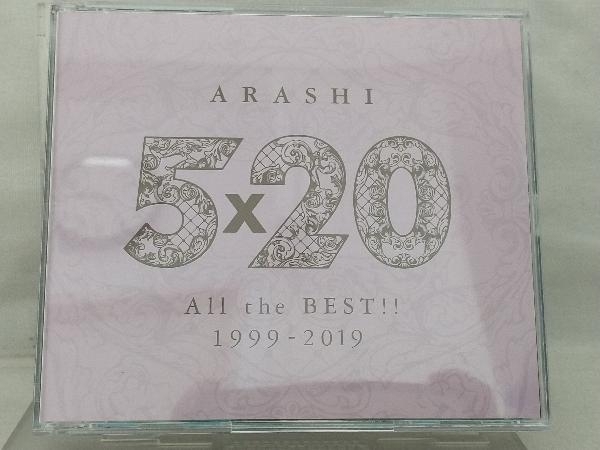 ARASHI
5x20
All the BEST!!
1999-2019